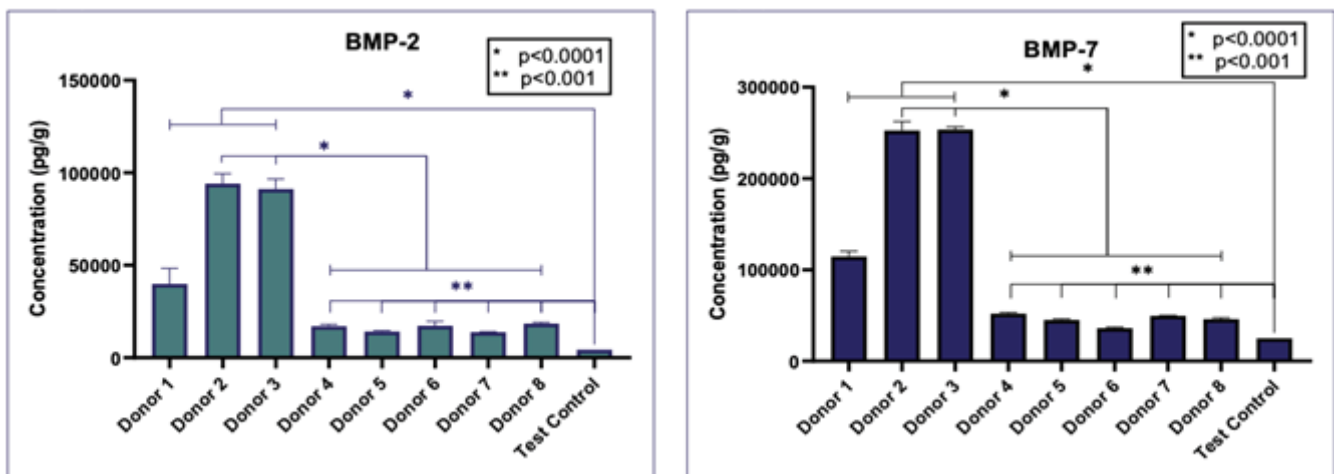 BMP-2
* p<0.0001
** p<0.001
Concentration (pg/g)
150000
100000
50000
0
*
*
**
Donor 1
Donor 2
Donor 3
Donor 4
Donor 5
Donor 6
Donor 7
Donor 8
Test Control
BMP-7
* p<0.0001
** p<0.001
Concentration (pg/g)
300000
200000
100000
0
*
*
**
Donor 1
Donor 2
Donor 3
Donor 4
Donor 5
Donor 6
Donor 7
Donor 8
Test Control